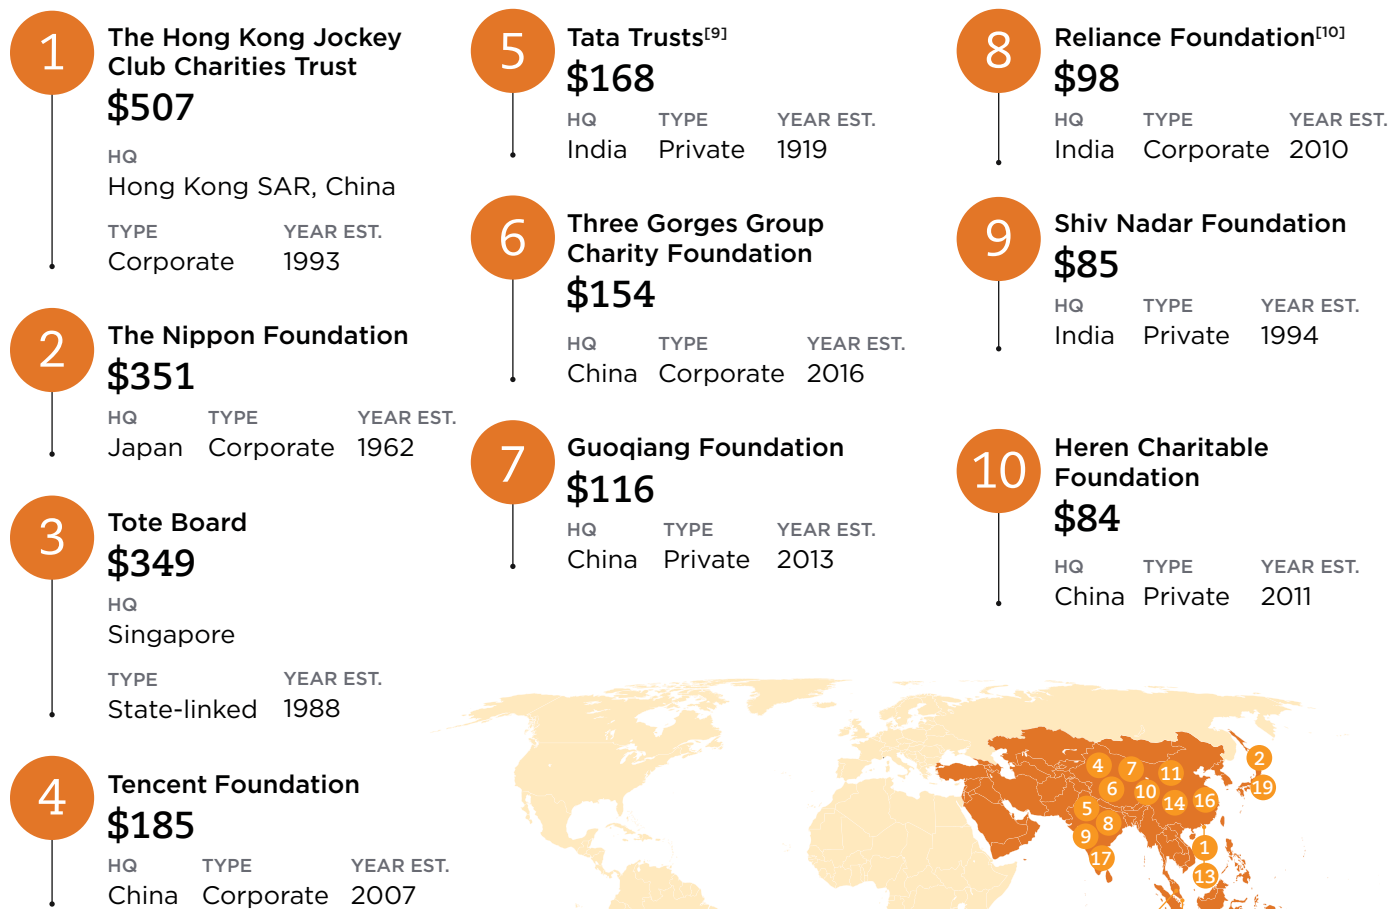 1
The Hong Kong Jockey
Club Charities Trust
$507
HQ
Hong Kong SAR, China
TYPE YEAR EST.
Corporate 1993
2
The Nippon Foundation
$351
HQ TYPE YEAR EST.
Japan Corporate 1962
3
Tote Board
$349
HQ
Singapore
TYPE YEAR EST.
State-linked 1988
4
Tencent Foundation
$185
HQ TYPE YEAR EST.
China Corporate 2007
5
Tata Trusts[9]
$168
HQ TYPE YEAR EST.
India Private 1919
6
Three Gorges Group
Charity Foundation
$154
HQ TYPE YEAR EST.
China Corporate 2016
7
Guoqiang Foundation
$116
HQ TYPE YEAR EST.
China Private 2013
8
Reliance Foundation[10]
$98
HQ TYPE YEAR EST.
India Corporate 2010
9
Shiv Nadar Foundation
$85
HQ TYPE YEAR EST.
India Private 1994
10
Heren Charitable
Foundation
$84
HQ TYPE YEAR EST.
China Private 2011
2
4 7 11
6 10 14 16 19
5 8
9 1
17 13